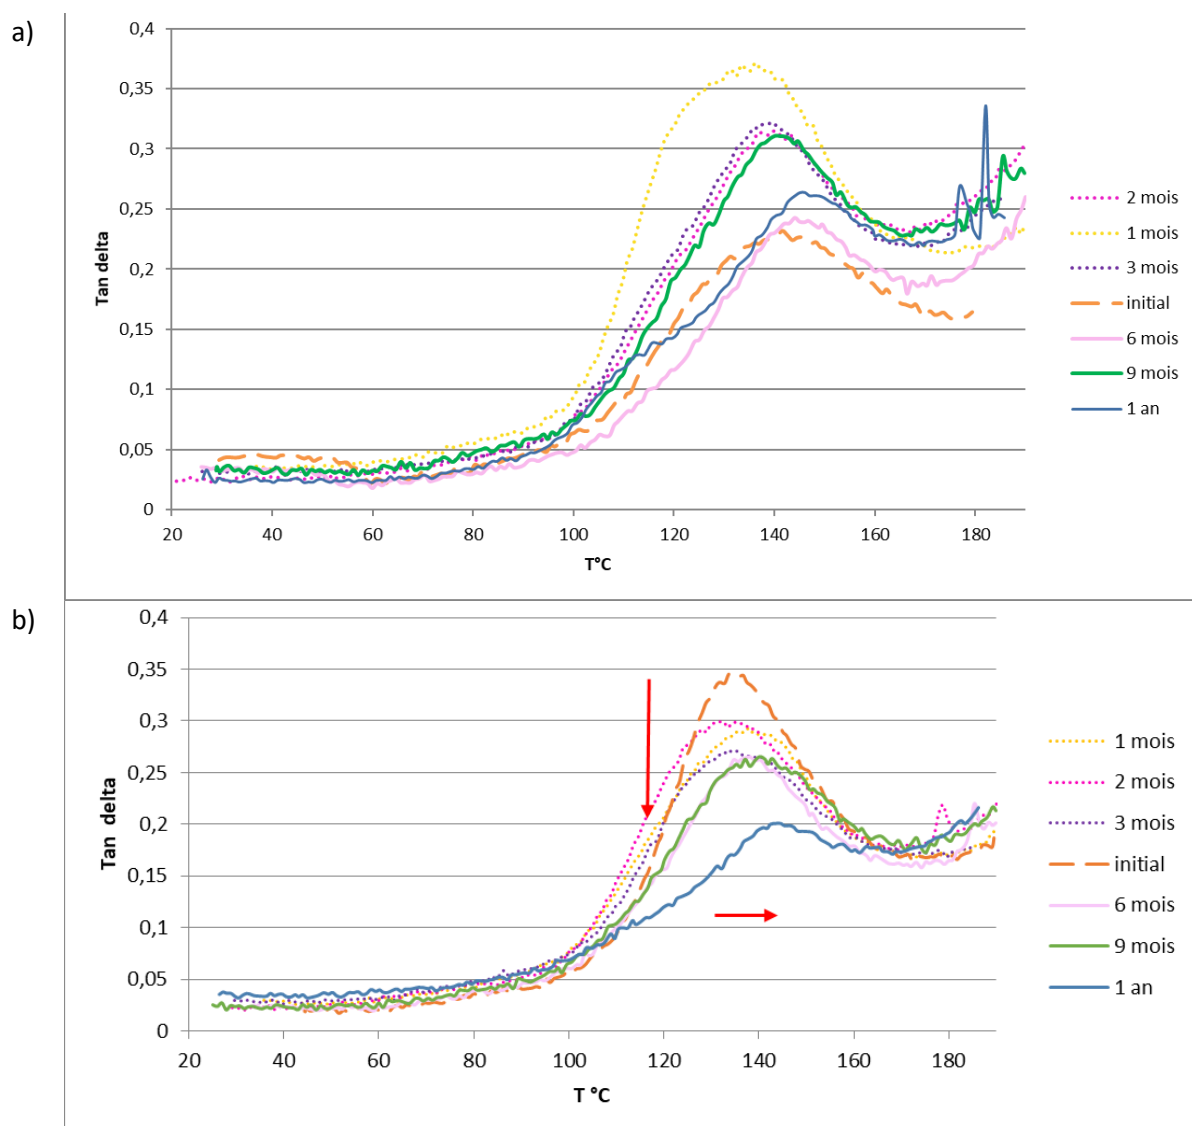 a)
0,4
0,35
0,3
0,25
0,2
0,15
0,1
0,05
0
Tan delta
20 40 60 80 100 120 140 160 180
T°C
2 mois
1 mois
3 mois
initial
6 mois
9 mois
1 an
b)
0,4
0,35
0,3
0,25
0,2
0,15
0,1
0,05
0
Tan delta
20 40 60 80 100 120 140 160 180
T °C
1 mois
2 mois
3 mois
initial
6 mois
9 mois
1 an